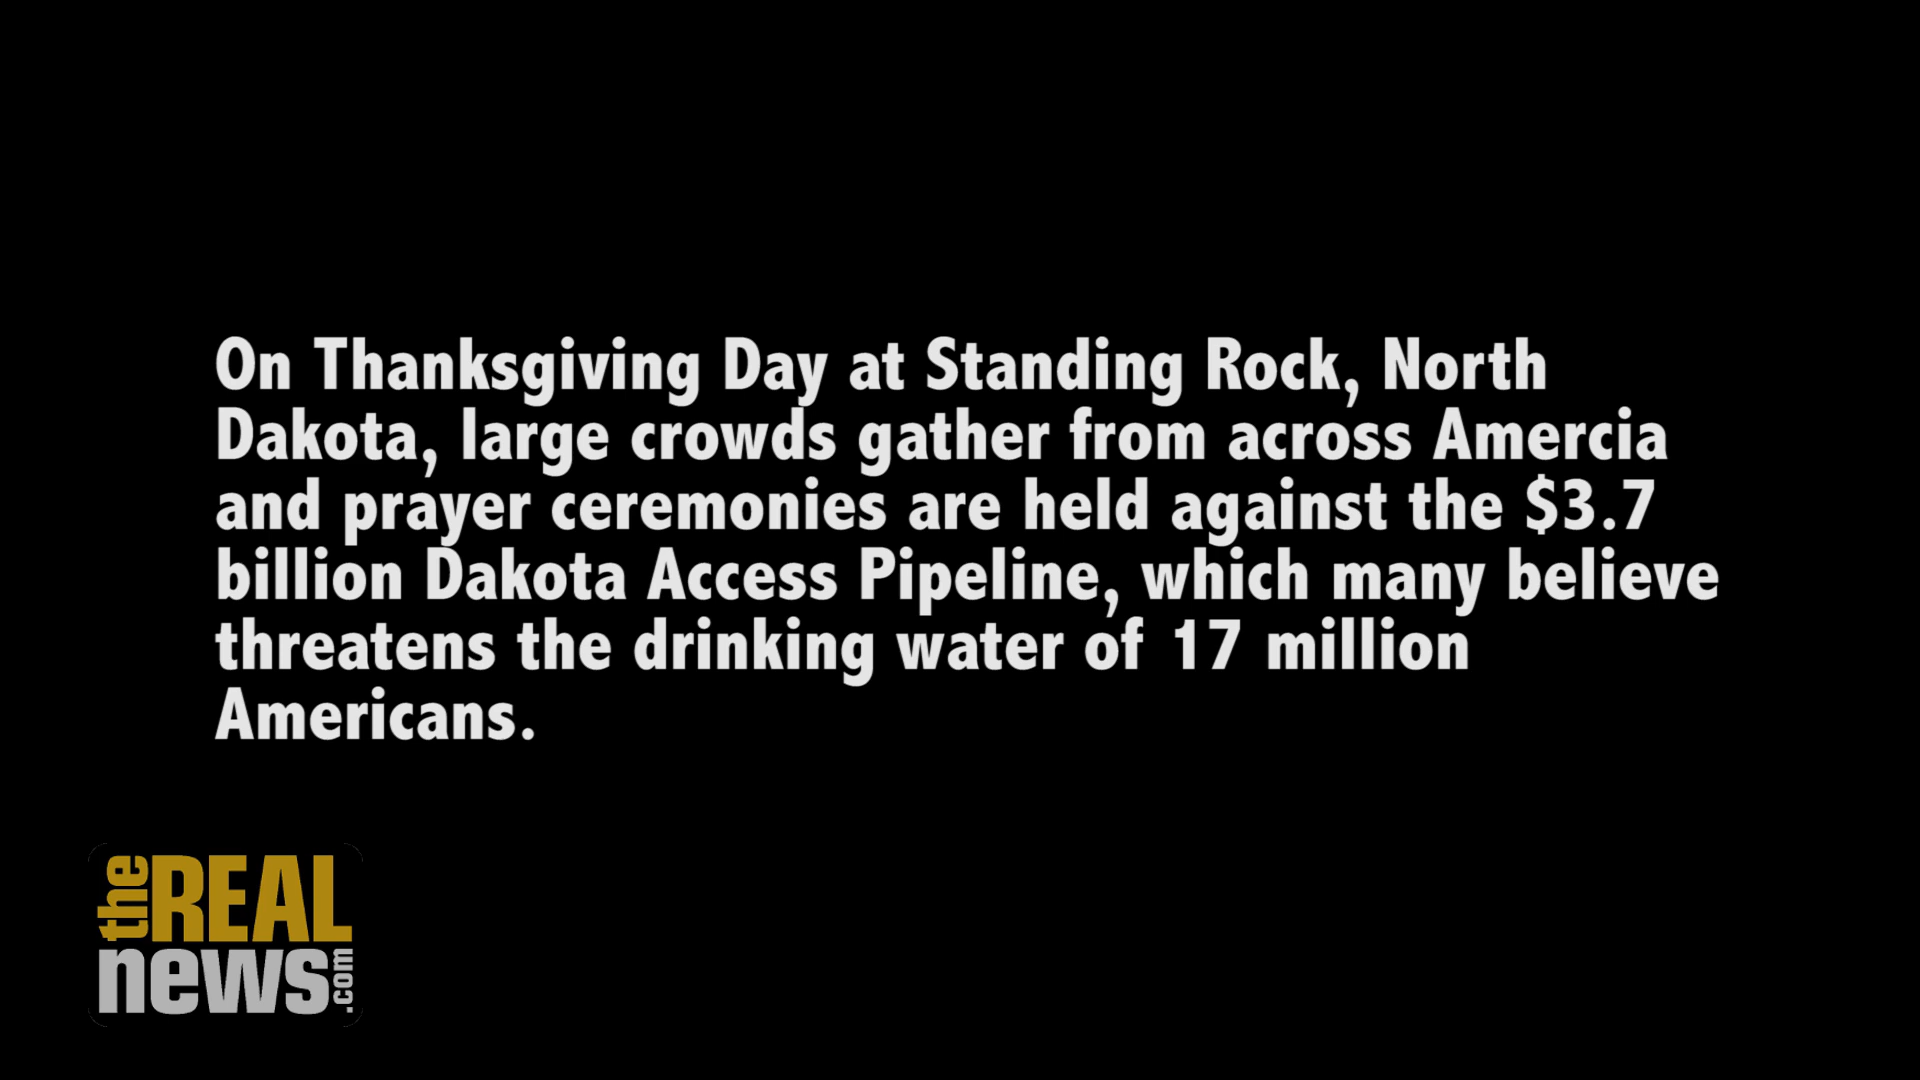 On Thanksgiving Day at Standing Rock, North
Dakota, large crowds gather from across Amercia
and prayer ceremonies are held against the $3.7
billion Dakota Access Pipeline, which many believe
threatens the drinking water of 17 million
Americans.
the REAL
news.com